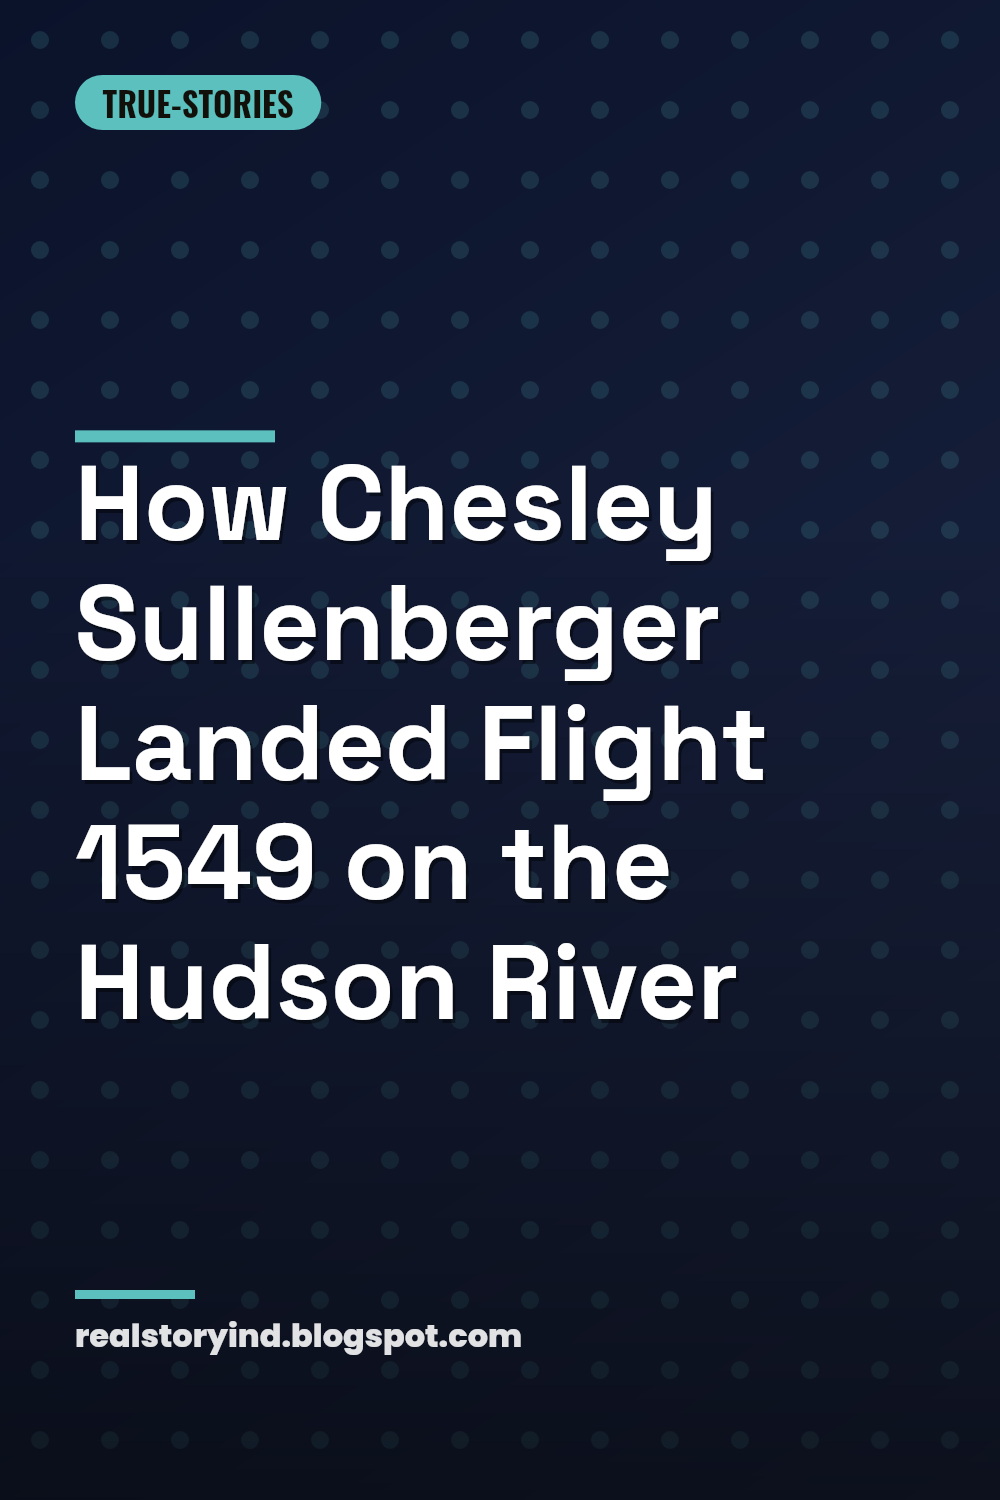 TRUE-STORIES
How Chesley
Sullenberger
Landed Flight
1549 on the
Hudson River
realstoryind.blogspot.com